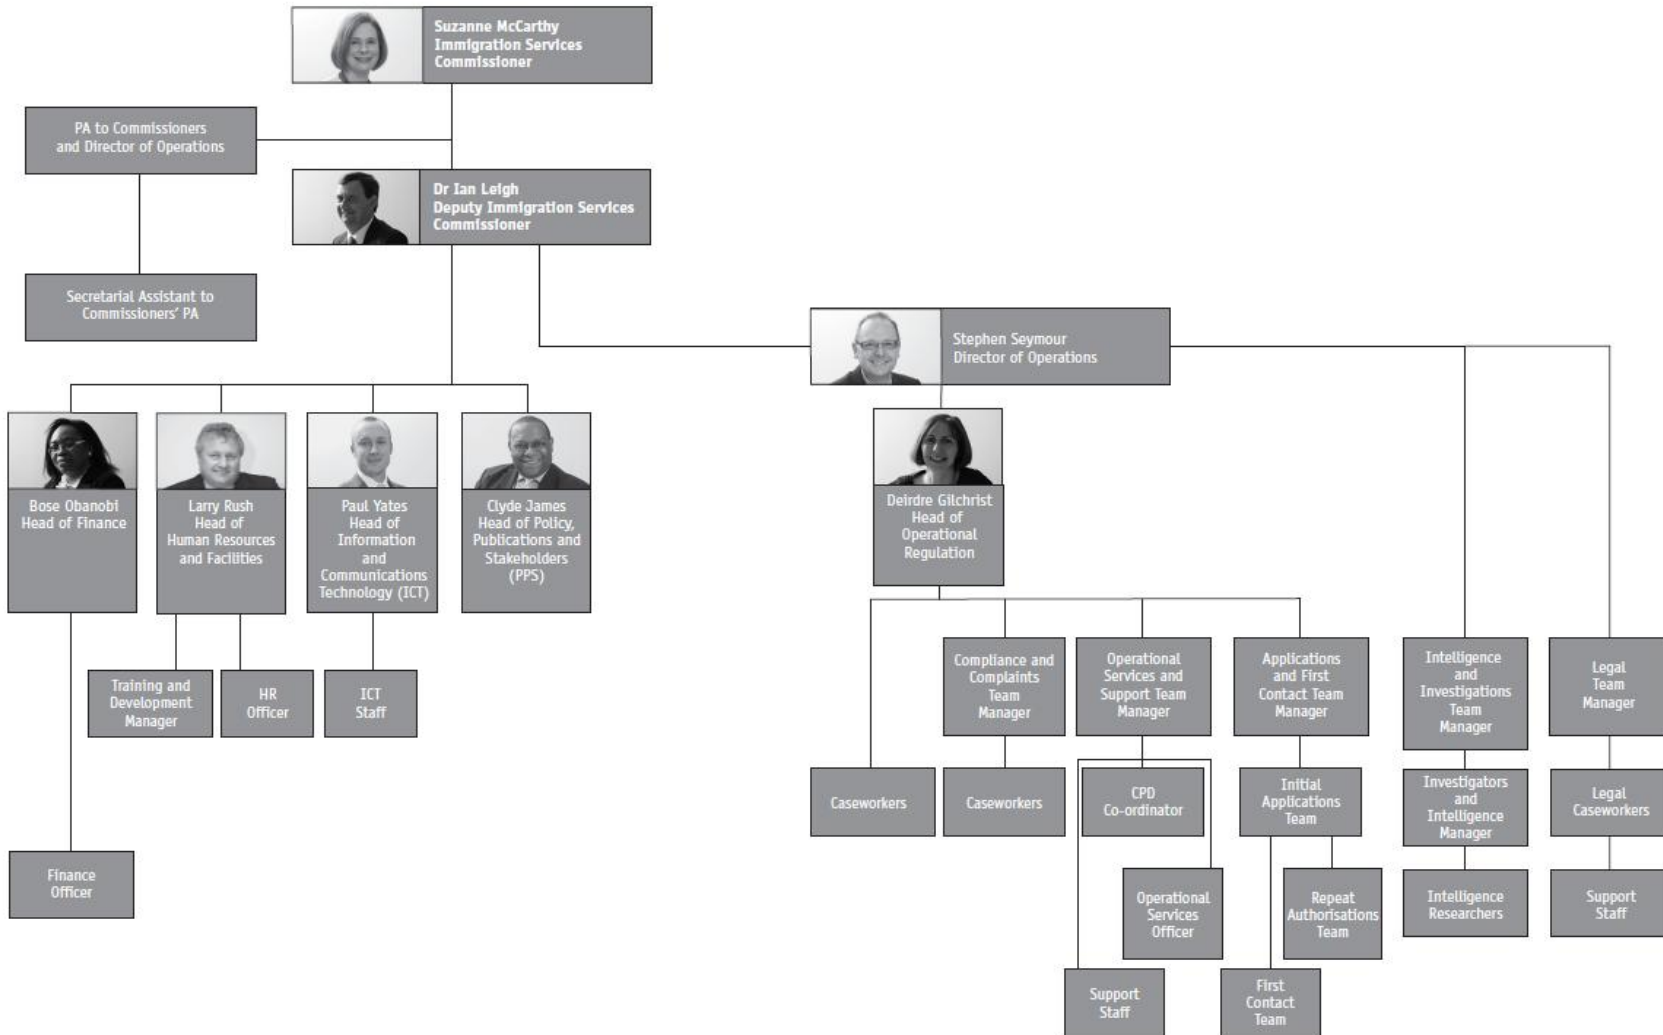 Suzanne McCarthy
Immigration Services
Commissioner
PA to Commissioners
and Director of Operations
Dr Ian Leigh
Deputy Immigration Services
Commissioner
Secretarial Assistant to
Commissioners' PA
Stephen Seymour
Director of Operations
Bose Obanobi
Head of Finance
Larry Rush
Head of
Human Resources
and Facilities
Paul Yates
Head of
Information
and
Communications
Technology (ICT)
Clyde James
Head of Policy,
Publications and
Stakeholders
(PPS)
Deirdre Gilchrist
Head of
Operational
Regulation
Training and
Development
Manager
HR
Officer
ICT
Staff
Compliance and
Complaints
Team
Manager
Operational
Services and
Support Team
Manager
Applications
and First
Contact Team
Manager
Intelligence
and
Investigations
Team
Manager
Legal
Team
Manager
Caseworkers
Caseworkers
CPD
Co-ordinator
Initial
Applications
Team
Investigators
and
Intelligence
Manager
Legal
Caseworkers
Finance
Officer
Operational
Services
Officer
Repeat
Authorisations
Team
Intelligence
Researchers
Support
Staff
Support
Staff
First
Contact
Team